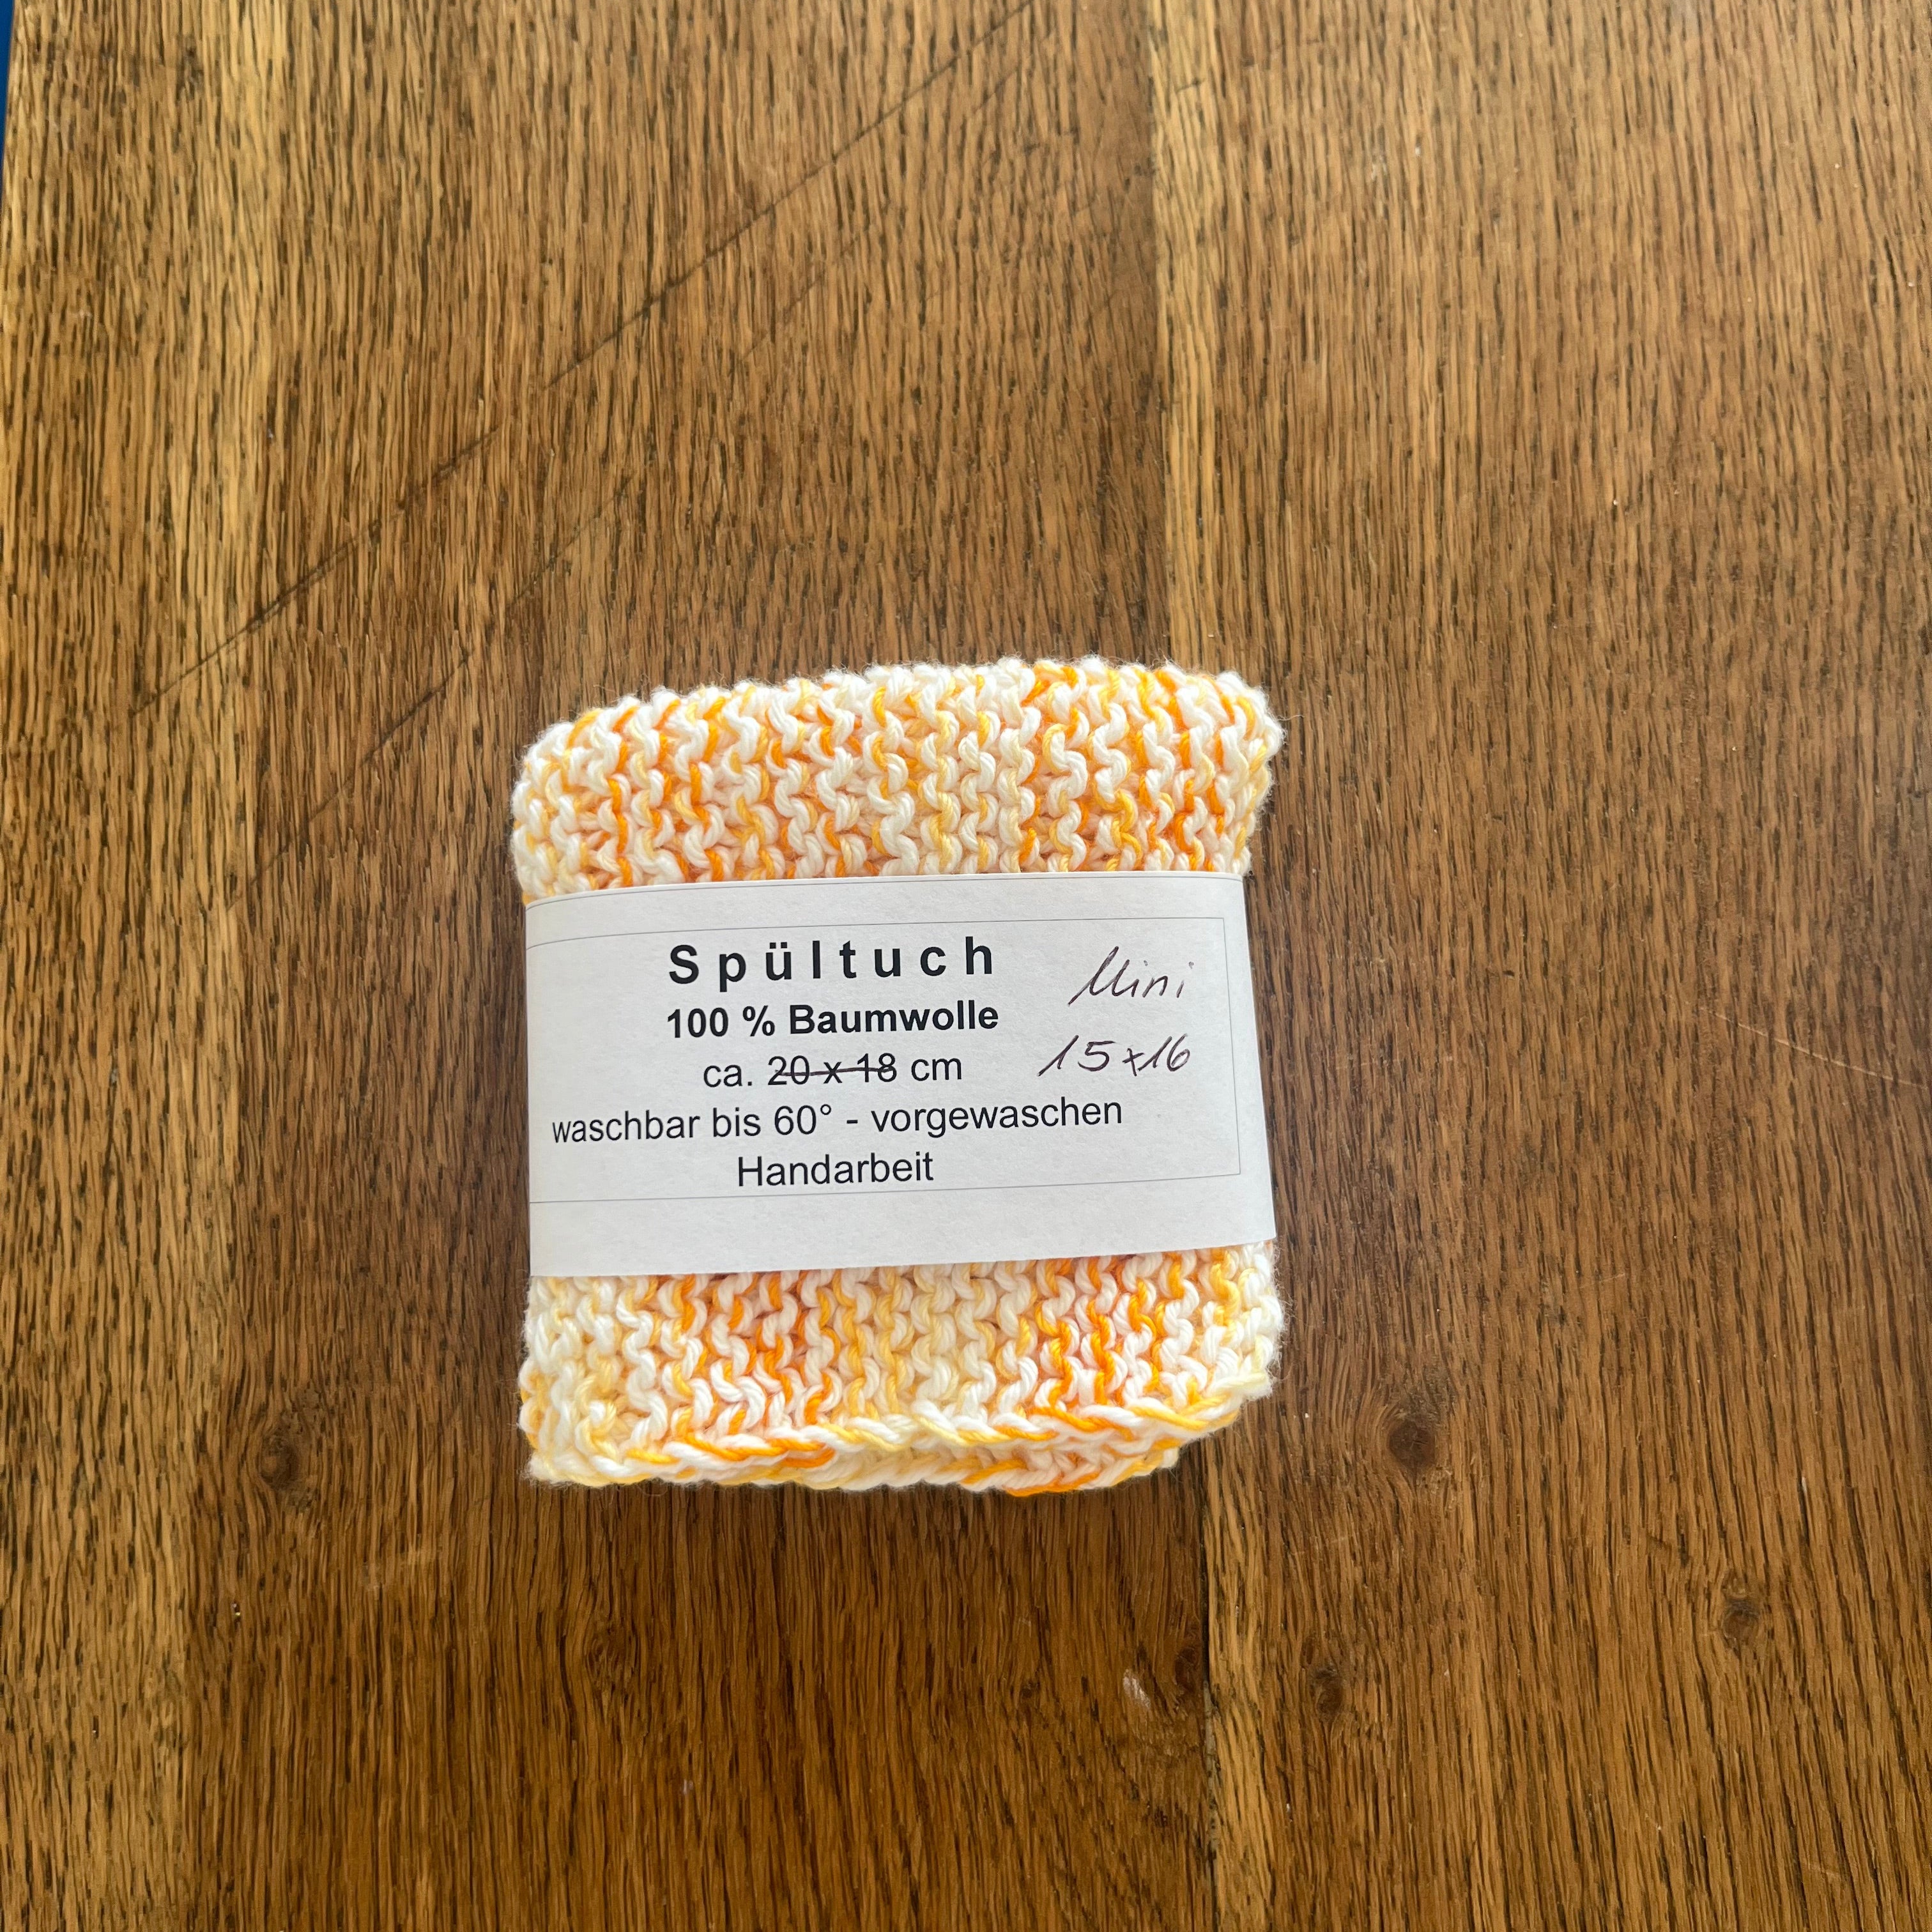 Spültuch
Mini
100 % Baumwolle
ca. 20 x 18 cm
15x16
waschbar bis 60° - vorgewaschen
Handarbeit